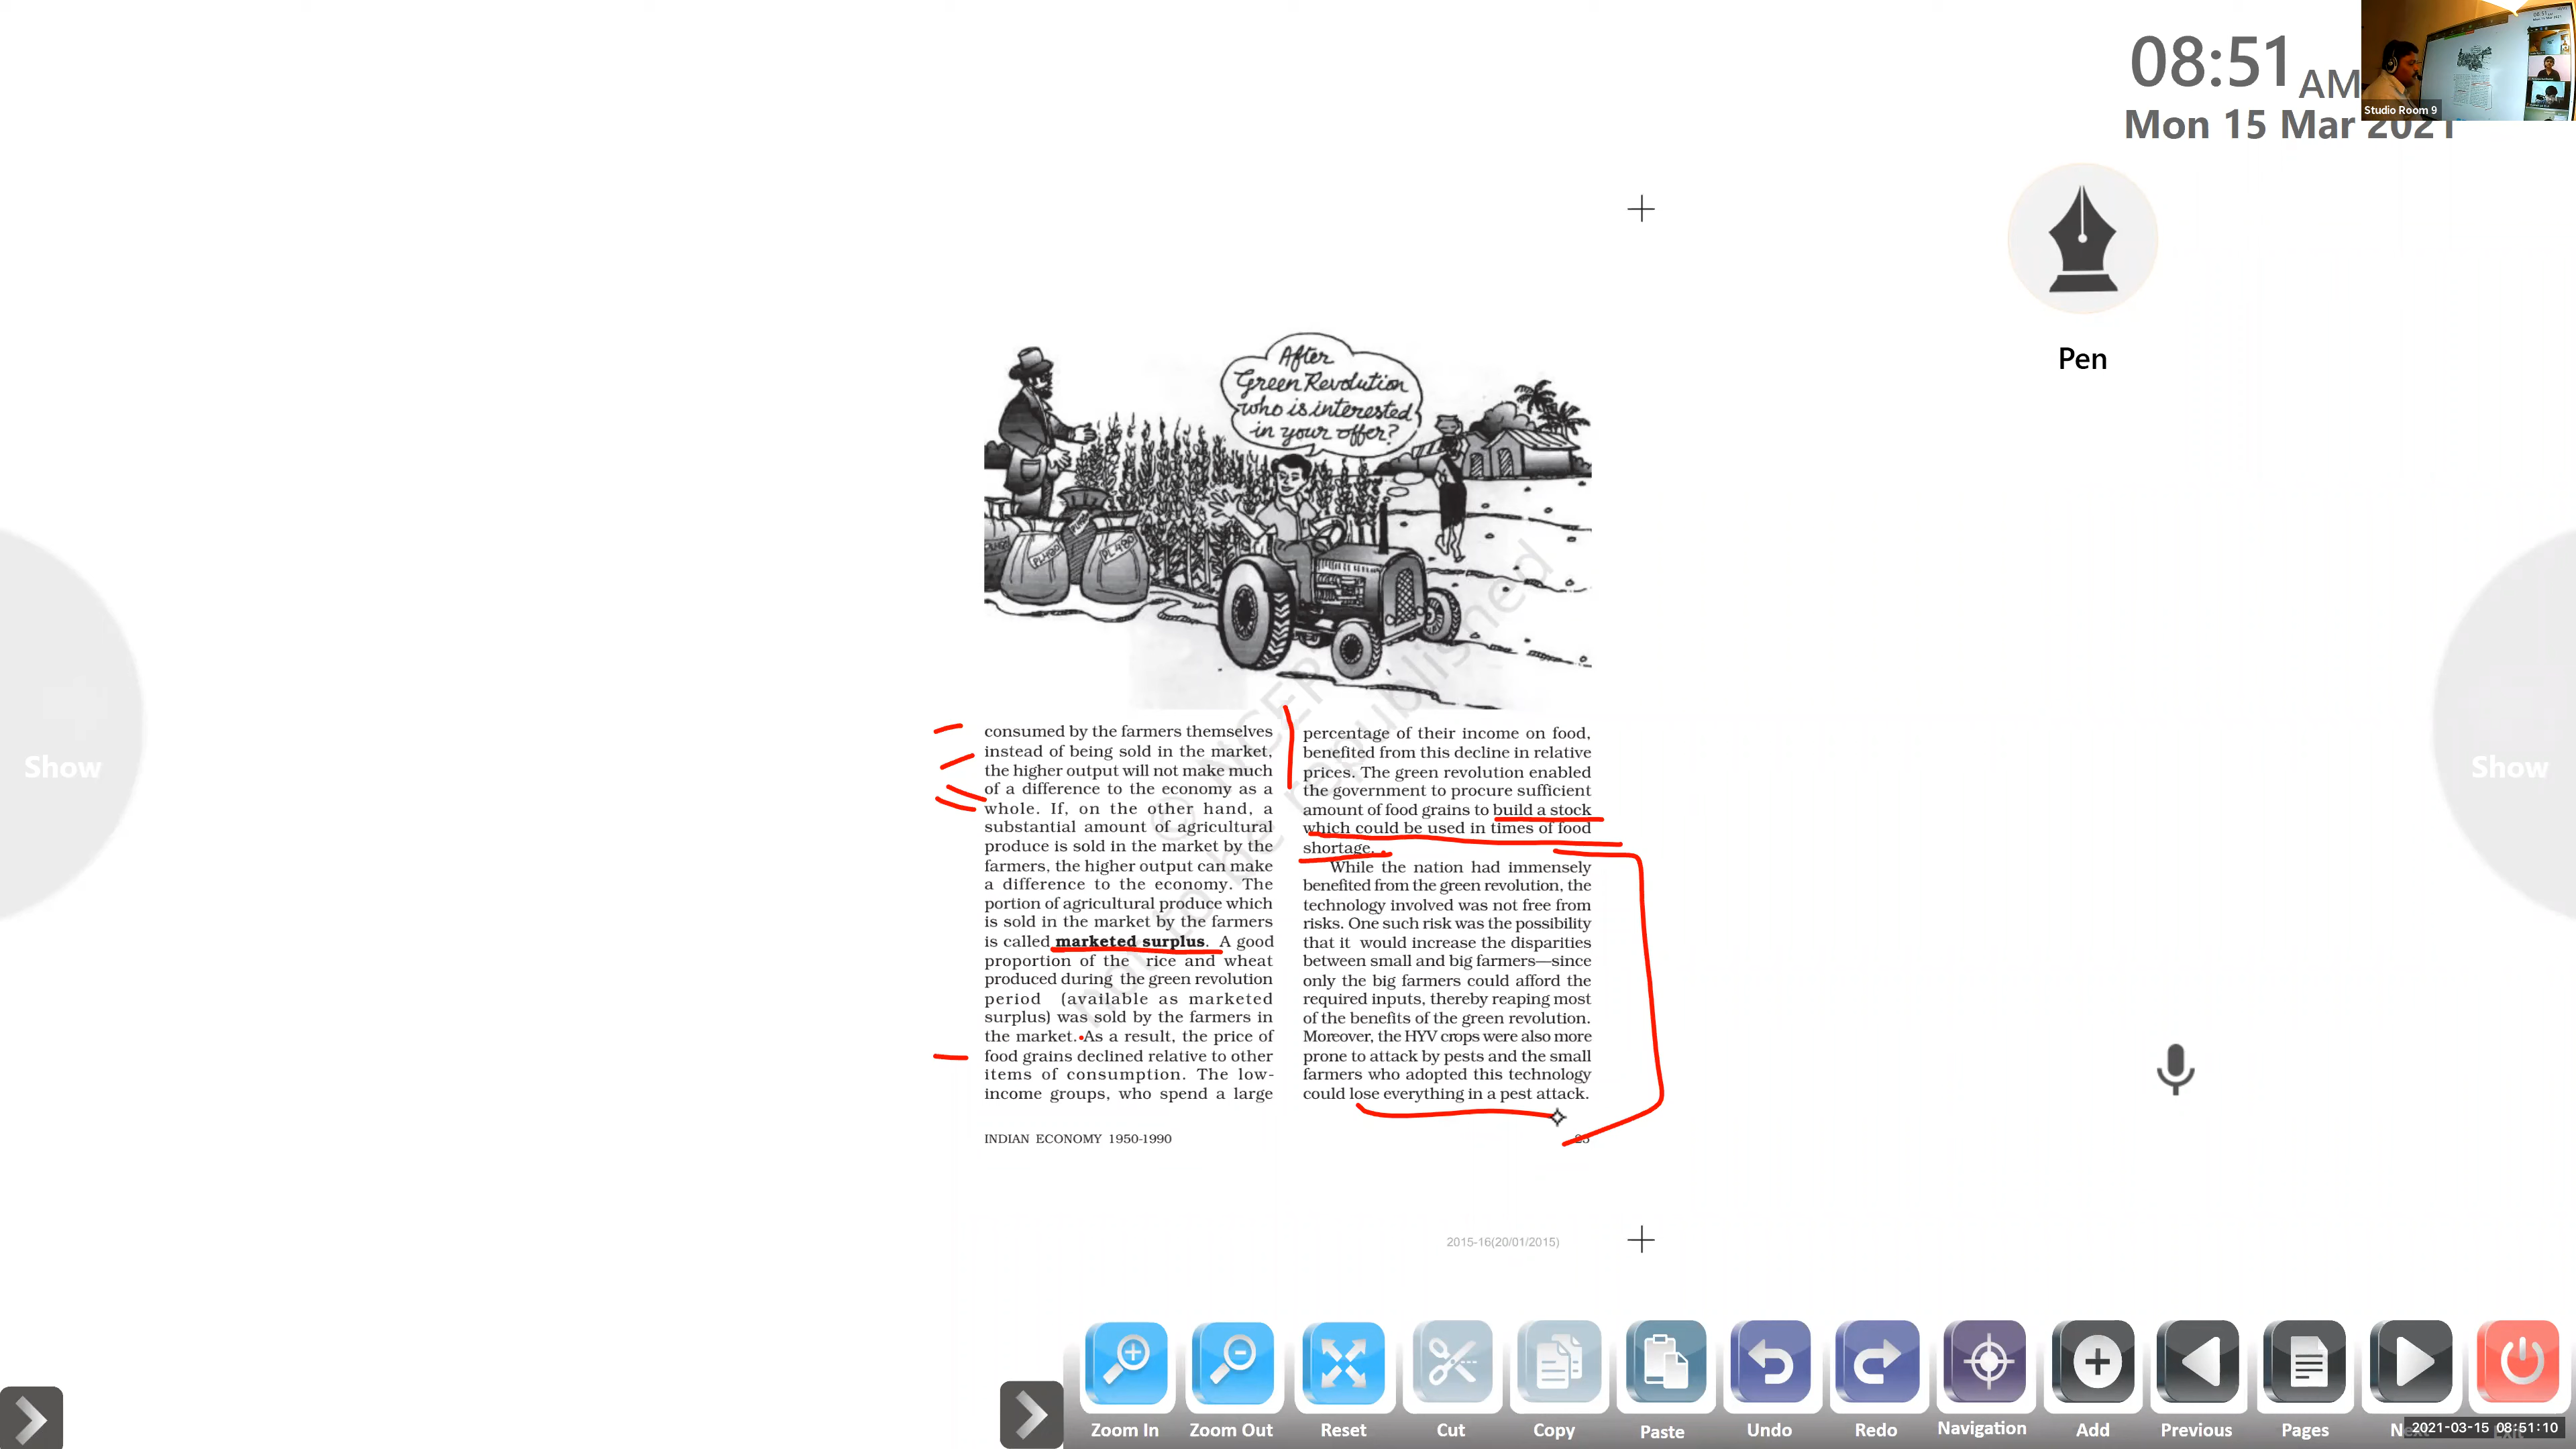 08:51 AM
Mon 15 Mar 2021
Studio Room 9
Pen
After
Green Revolution
who is interested
in your offer?
PL480
PL480
PL480
consumed by the farmers themselves
instead of being sold in the market,
the higher output will not make much
of a difference to the economy as a
whole. If, on the other hand, a
substantial amount of agricultural
produce is sold in the market by the
farmers, the higher output can make
a difference to the economy. The
portion of agricultural produce which
is sold in the market by the farmers
is called marketed surplus. A good
proportion of the rice and wheat
produced during the green revolution
period (available as marketed
surplus) was sold by the farmers in
the market. As a result, the price of
food grains declined relative to other
items of consumption. The low-
income groups, who spend a large
percentage of their income on food,
benefited from this decline in relative
prices. The green revolution enabled
the government to procure sufficient
amount of food grains to build a stock
which could be used in times of food
shortage.
While the nation had immensely
benefited from the green revolution, the
technology involved was not free from
risks. One such risk was the possibility
that it would increase the disparities
between small and big farmers—since
only the big farmers could afford the
required inputs, thereby reaping most
of the benefits of the green revolution.
Moreover, the HYV crops were also more
prone to attack by pests and the small
farmers who adopted this technology
could lose everything in a pest attack.
© NCERT
not to be republished
INDIAN ECONOMY 1950-1990
23
2015-16(20/01/2015)
Show
Show
Zoom In
Zoom Out
Reset
Cut
Copy
Paste
Undo
Redo
Navigation
Add
Previous
Pages
2021-03-15 08:51:10